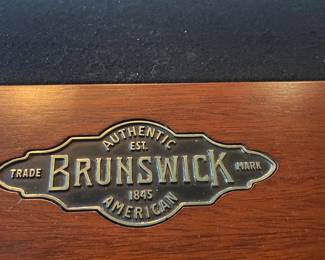 AUTHENTIC
EST.
TRADE BRUNSWICK MARK
1845
AMERICAN